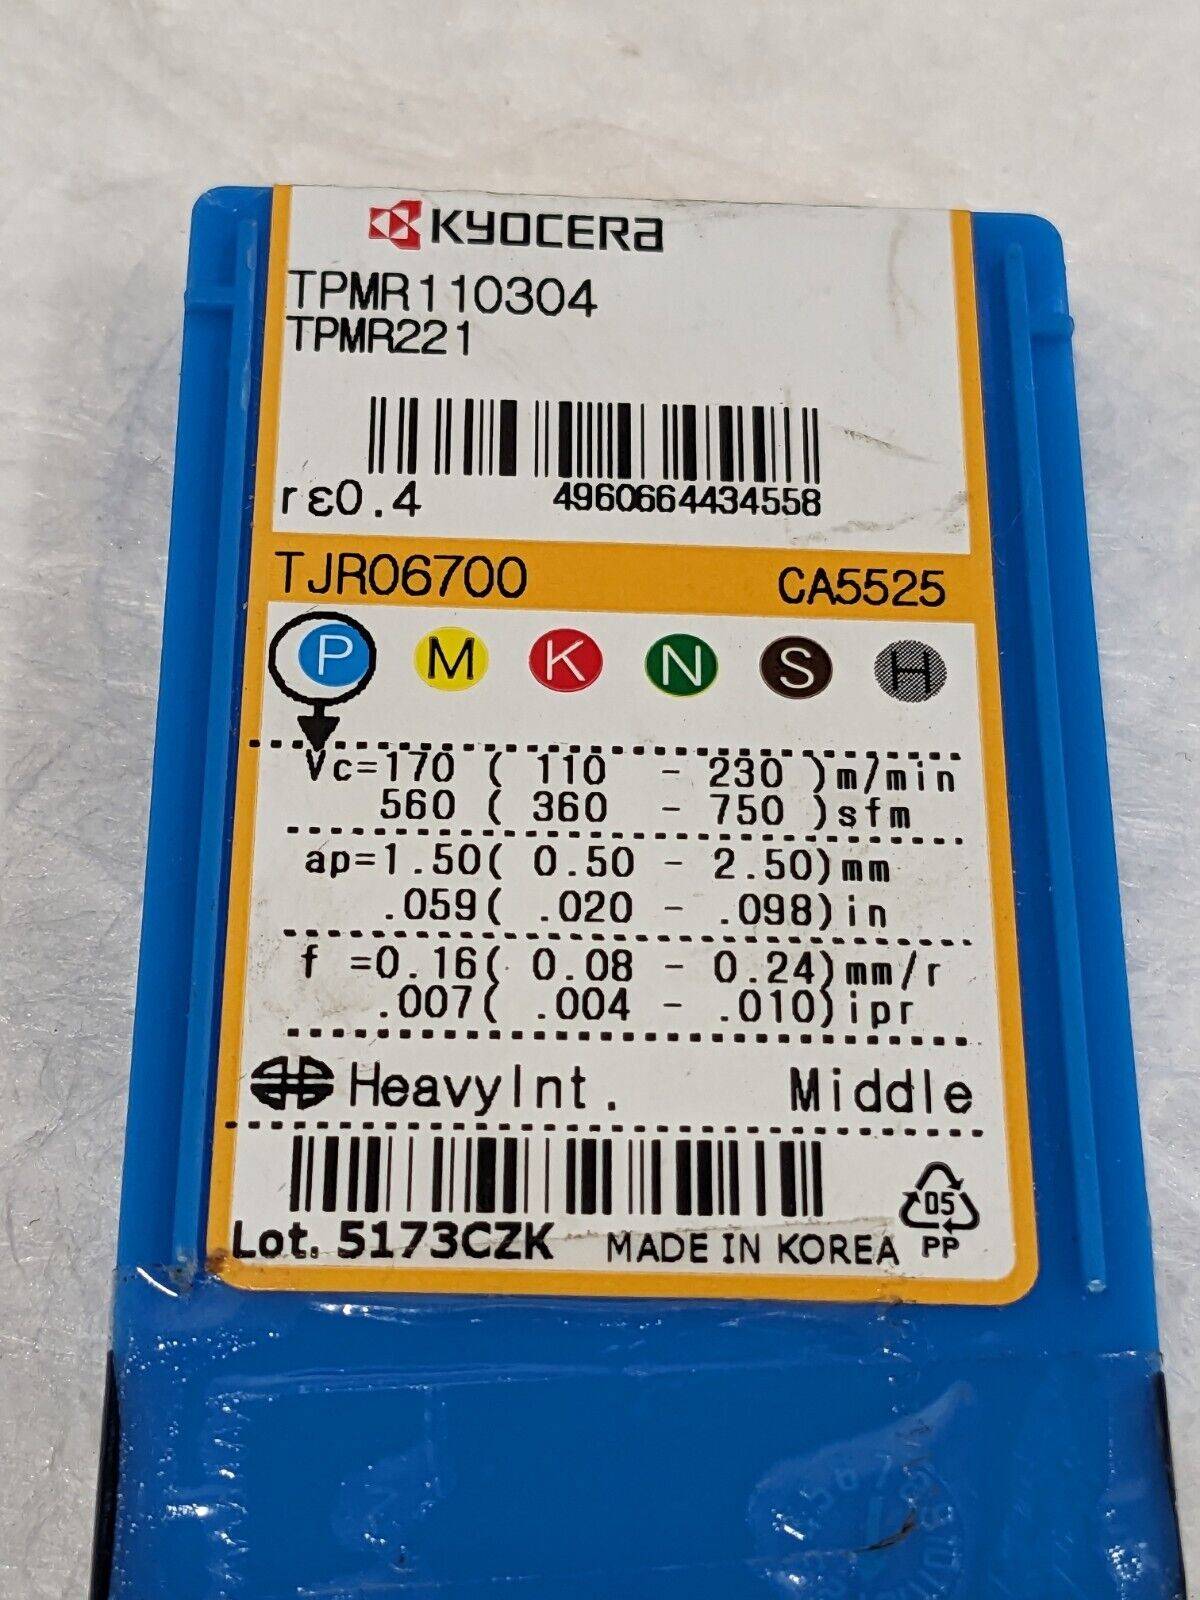 KYOCERA
TPMR110304
TPMR221
rε0.4
4960664434558
TJR06700 CA5525
P M K N S H
Vc=170 ( 110 - 230 )m/min
560 ( 360 - 750 )sfm
ap=1.50( 0.50 - 2.50)mm
.059( .020 - .098)in
f =0.16( 0.08 - 0.24)mm/r
.007( .004 - .010)ipr
HeavyInt. Middle
Lot. 5173CZK MADE IN KOREA
05
PP